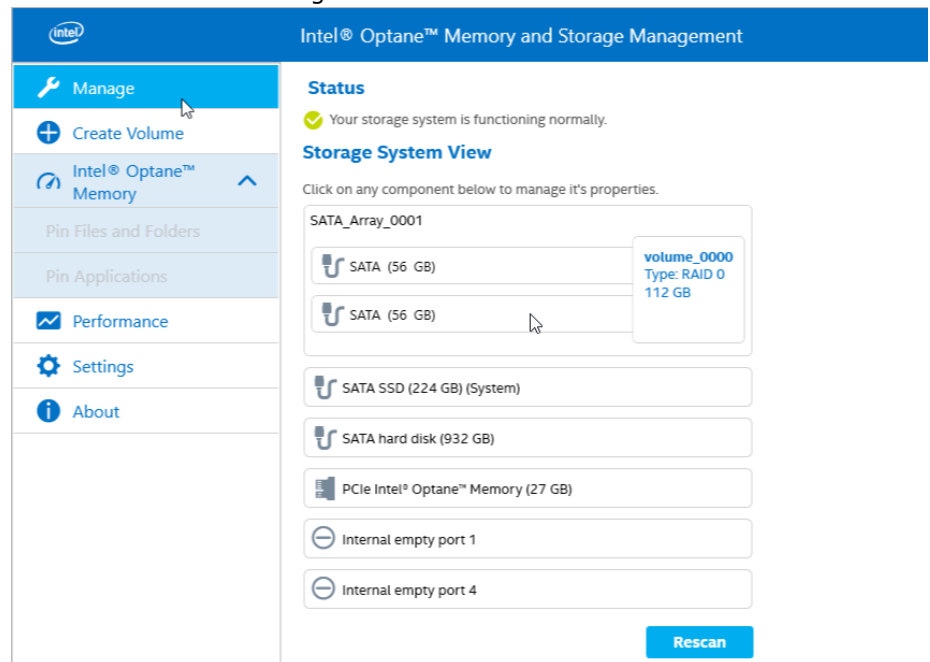 intel
Intel® Optane™ Memory and Storage Management
Manage
Create Volume
Intel® Optane™
Memory
Pin Files and Folders
Pin Applications
Performance
Settings
About
Status
Your storage system is functioning normally.
Storage System View
Click on any component below to manage it's properties.
SATA_Array_0001
SATA (56 GB)
SATA (56 GB)
volume_0000
Type: RAID 0
112 GB
SATA SSD (224 GB) (System)
SATA hard disk (932 GB)
PCIe Intel® Optane™ Memory (27 GB)
Internal empty port 1
Internal empty port 4
Rescan